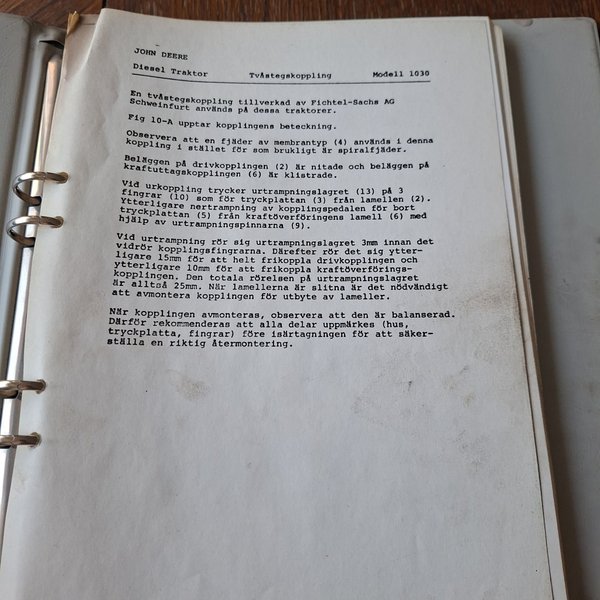 JOHN DEERE
Diesel Traktor Tvåstegskoppling Modell 1030
En tvåstegskoppling tillverkad av Fichtel-Sachs AG
Schweinfurt används på dessa traktorer.
Fig 10-A upptar kopplingens beteckning.
Observera att en fjäder av membrantyp (4) används i denna
koppling i stället för som brukligt är spiralfjäder.
Beläggen på drivkopplingen (2) är nitade och beläggen på
kraftuttagskopplingen (6) är klistrade.
Vid urkoppling trycker urtrampningslagret (13) på 3
fingrar (10) som för tryckplattan (3) från lamellen (2).
Ytterligare nertrampning av kopplingspedalen för bort
tryckplattan (5) från kraftöverföringens lamell (6) med
hjälp av urtrampningspinnarna (9).
Vid urtrampning rör sig urtrampningslagret 3mm innan det
vidrör kopplingsfingrarna. Därefter rör det sig ytter-
ligare 15mm för att helt frikoppla drivkopplingen och
ytterligare 10mm för att frikoppla kraftöverförings-
kopplingen. Den totala rörelsen på urtrampningslagret
är alltså 25mm. När lamellerna är slitna är det nödvändigt
att avmontera kopplingen för utbyte av lameller.
När kopplingen avmonteras, observera att den är balanserad.
Därför rekommenderas att alla delar uppmärkes (hus,
tryckplatta, fingrar) före isärtagningen för att säker-
ställa en riktig återmontering.